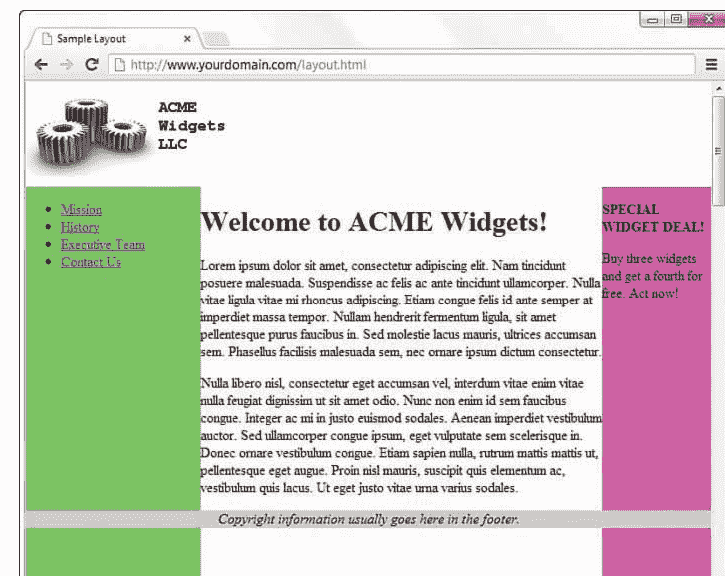 Sample Layout
http://www.yourdomain.com/layout.html
ACME
Widgets
LLC
Mission
History
Executive Team
Contact Us
Welcome to ACME Widgets!
Lorem ipsum dolor sit amet, consectetur adipiscing elit. Nam tincidunt
posuere malesuada. Suspendisse ac felis ac ante tincidunt ullamcorper. Nulla
vitae ligula vitae mi rhoncus adipiscing. Etiam congue felis id ante semper at
imperdiet massa tempor. Nullam hendrerit fermentum ligula, sit amet
pellentesque purus faucibus in. Sed molestie lacus mauris, ultrices accumsan
sem. Phasellus facilisis malesuada sem, nec ornare ipsum dictum consectetur.
Nulla libero nisl, consectetur eget accumsan vel, interdum vitae enim vitae
nulla feugiat dignissim ut sit amet odio. Nunc non enim id sem faucibus
congue. Integer ac mi in justo euismod sodales. Aenean imperdiet vestibulum
auctor. Sed ullamcorper congue ipsum, eget vulputate sem scelerisque in.
Donec ornare vestibulum congue. Etiam sapien nulla, rutrum mattis mattis ut,
pellentesque eget augue. Proin nisl mauris, suscipit quis elementum ac,
vestibulum quis lacus. Ut eget justo vitae urna varius sodales.
SPECIAL
WIDGET DEAL!
Buy three widgets
and get a fourth for
free. Act now!
Copyright information usually goes here in the footer.